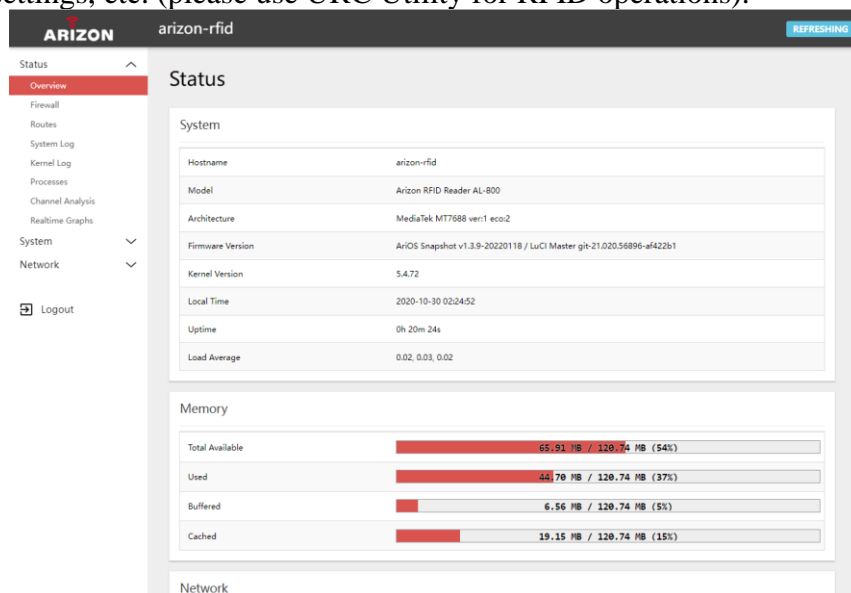 settings, etc. (please use URC Utility for RFID operations).
ARIZON
arizon-rfid
REFRESHING
Status
Overview
Firewall
Routes
System Log
Kernel Log
Processes
Channel Analysis
Realtime Graphs
System
Network
Logout
Status
System
Hostname arizon-rfid
Model Arizon RFID Reader AL-800
Architecture MediaTek MT7688 ver:1 eco:2
Firmware Version AriOS Snapshot v1.3.9-20220118 / LuCI Master git-21.020.56896-af422b1
Kernel Version 5.4.72
Local Time 2020-10-30 02:24:52
Uptime 0h 20m 24s
Load Average 0.02, 0.03, 0.02
Memory
Total Available 65.91 MB / 120.74 MB (54%)
Used 44.70 MB / 120.74 MB (37%)
Buffered 6.56 MB / 120.74 MB (5%)
Cached 19.15 MB / 120.74 MB (15%)
Network